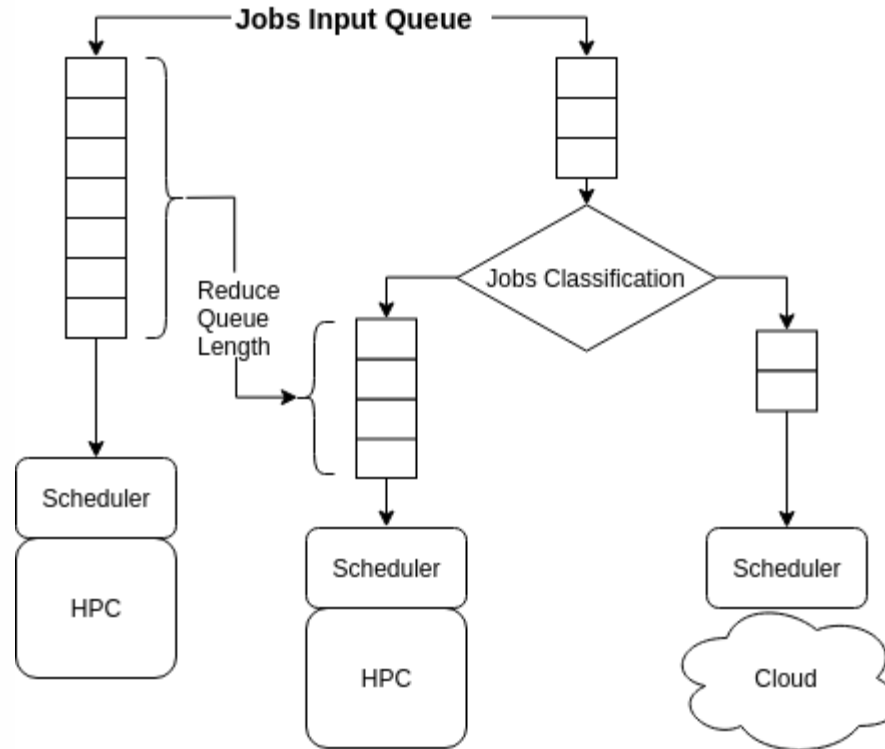 Jobs Input Queue
Jobs Classification
Reduce
Queue
Length
Scheduler
HPC
Scheduler
HPC
Scheduler
Cloud